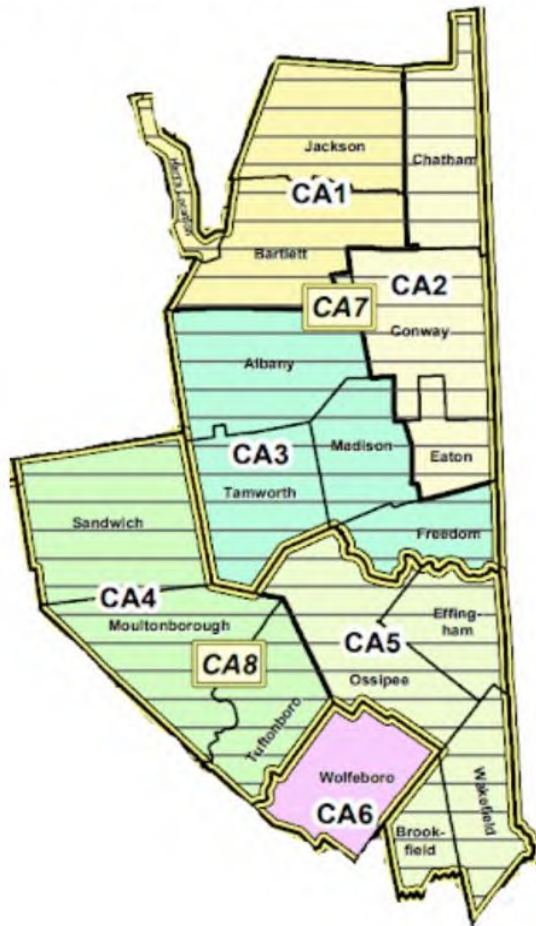 Jackson
Chatham
Hart's Location
CA1
Bartlett
CA2
CA7
Conway
Albany
Madison
CA3
Eaton
Tamworth
Sandwich
Freedom
CA4
Moultonborough
Effing-
ham
CA5
CA8
Ossipee
Tuftonboro
Wolfeboro
CA6
Wakefield
Brook-
field